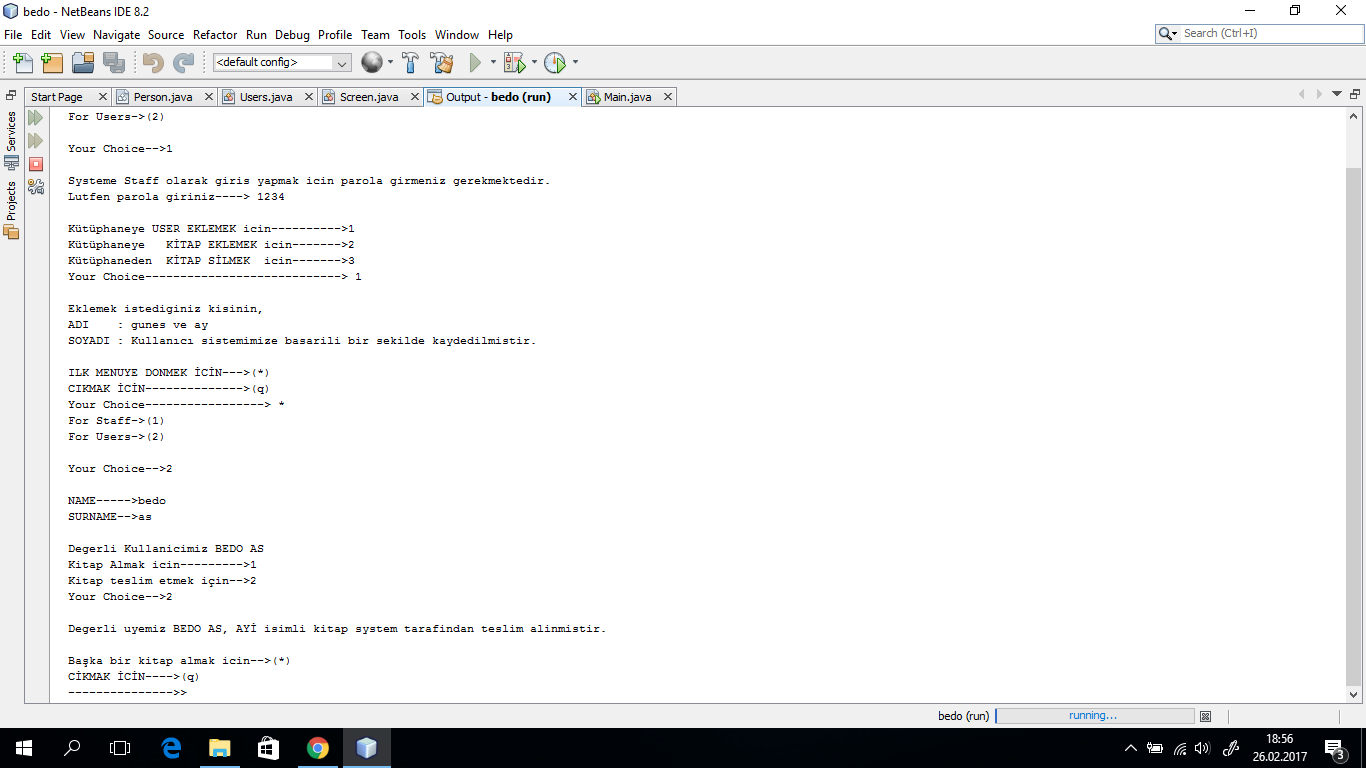 bedo - NetBeans IDE 8.2
File Edit View Navigate Source Refactor Run Debug Profile Team Tools Window Help
Search (Ctrl+I)
<default config>
Start Page Person.java Users.java Screen.java Output - bedo (run) Main.java
Services
Projects
For Users->(2)
Your Choice-->1
Systeme Staff olarak giris yapmak icin parola girmeniz gerekmektedir.
Lutfen parola giriniz----> 1234
Kütüphaneye USER EKLEMEK icin---------->1
Kütüphaneye   KİTAP EKLEMEK icin------->2
Kütüphaneden  KİTAP SİLMEK  icin------->3
Your Choice----------------------------> 1
Eklemek istediginiz kisinin,
ADI    : gunes ve ay
SOYADI : Kullanıcı sistemimize basarili bir sekilde kaydedilmistir.
ILK MENUYE DONMEK İCİN--->(*)
CIKMAK İCİN-------------->(q)
Your Choice-----------------> *
For Staff->(1)
For Users->(2)
Your Choice-->2
NAME----->bedo
SURNAME-->as
Degerli Kullanicimiz BEDO AS
Kitap Almak icin--------->1
Kitap teslim etmek için-->2
Your Choice-->2
Degerli uyemiz BEDO AS, AYİ isimli kitap system tarafindan teslim alinmistir.
Başka bir kitap almak icin-->(*)
CİKMAK İCİN---->(q)
--------------->>
bedo (run) running...
18:56
26.02.2017
3